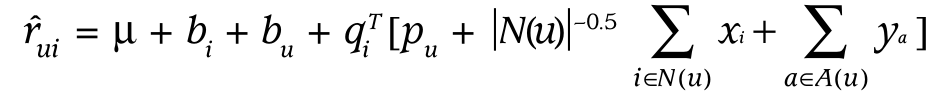 r̂_ui = μ + b_i + b_u + q_i^T [p_u + |N(u)|^~0.5 ∑_{i∈N(u)} x_i + ∑_{a∈A(u)} y_a ]